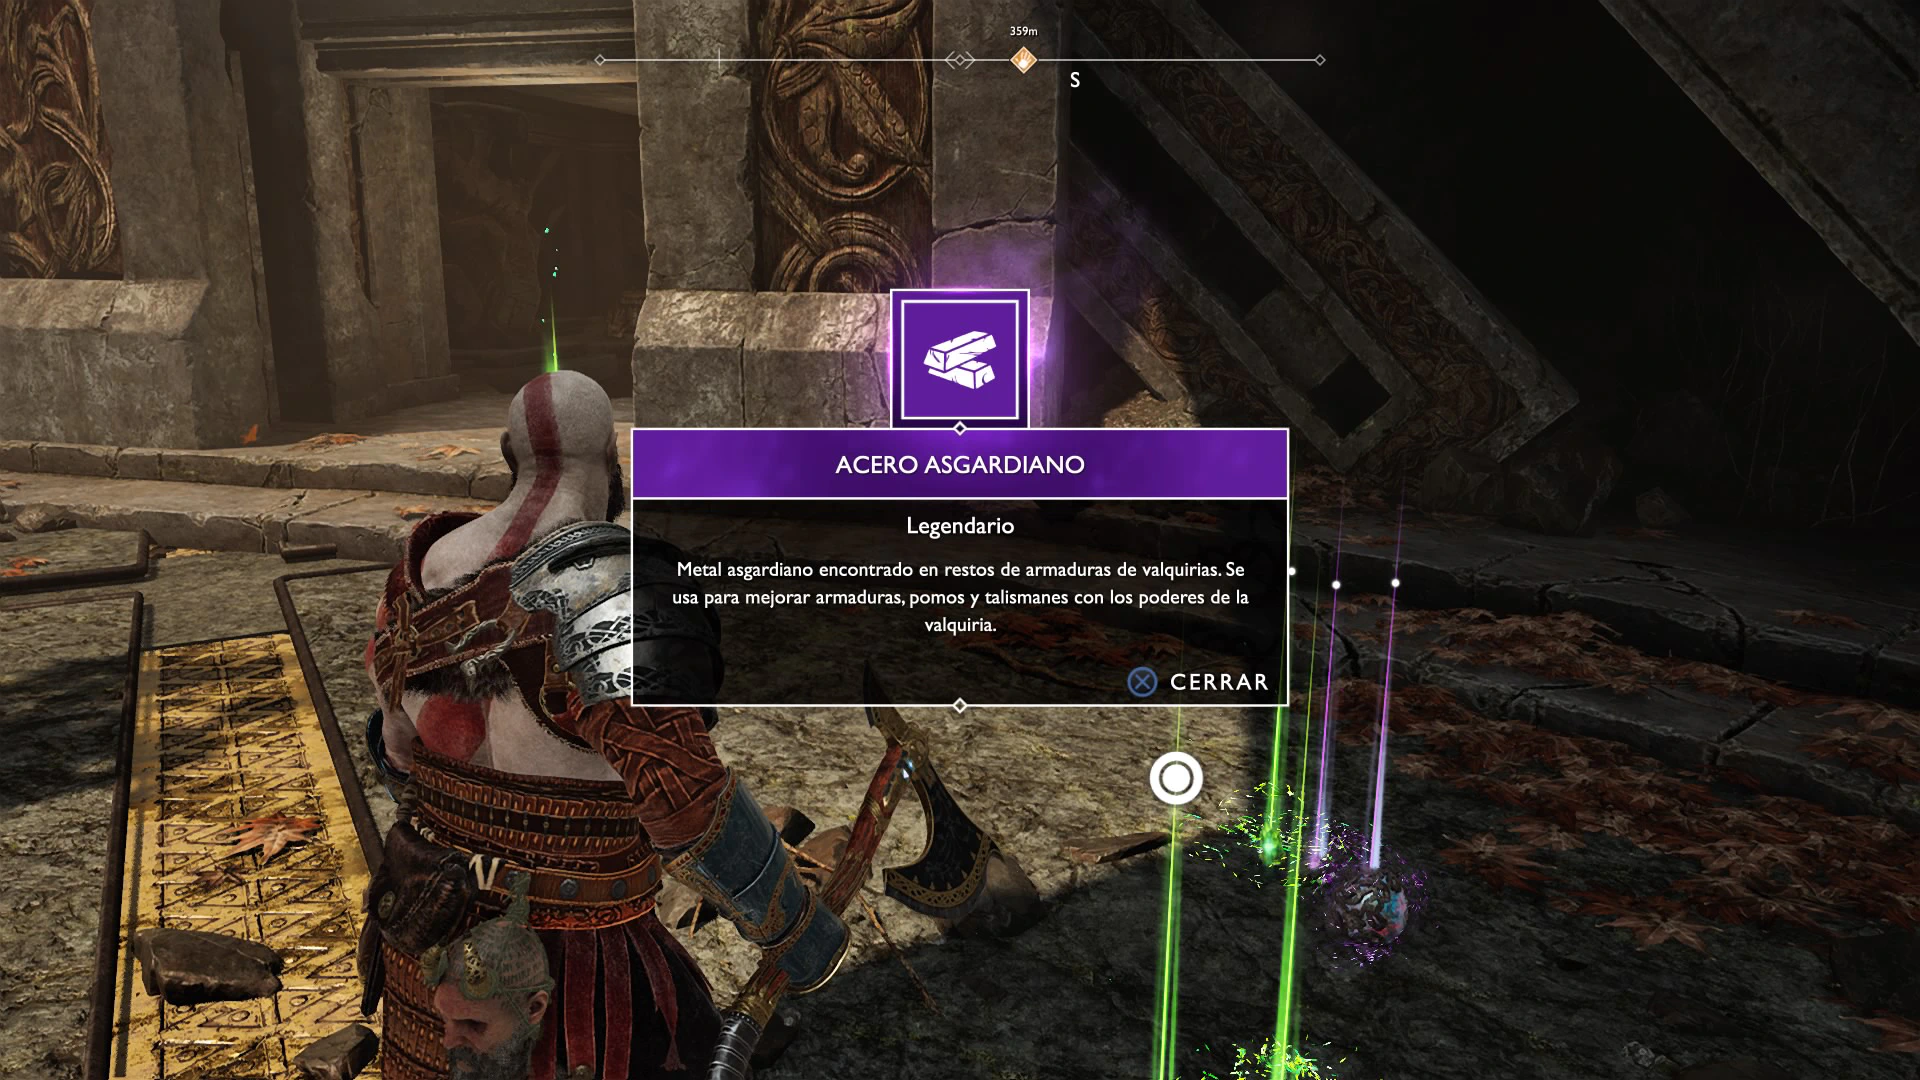 359m
S
ACERO ASGARDIANO
Legendario
Metal asgardiano encontrado en restos de armaduras de valquirias. Se
usa para mejorar armaduras, pomos y talismanes con los poderes de la
valquiria.
CERRAR